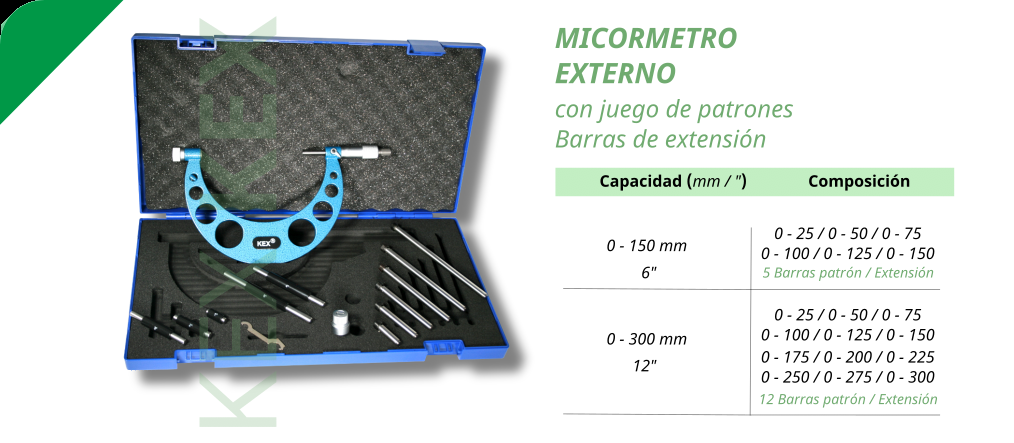 MICORMETRO
EXTERNO
con juego de patrones
Barras de extensión
Capacidad (mm / ") Composición
0 - 150 mm
6"
0 - 25 / 0 - 50 / 0 - 75
0 - 100 / 0 - 125 / 0 - 150
5 Barras patrón / Extensión
0 - 300 mm
12"
0 - 25 / 0 - 50 / 0 - 75
0 - 100 / 0 - 125 / 0 - 150
0 - 175 / 0 - 200 / 0 - 225
0 - 250 / 0 - 275 / 0 - 300
12 Barras patrón / Extensión
KEX®
KEXKEX